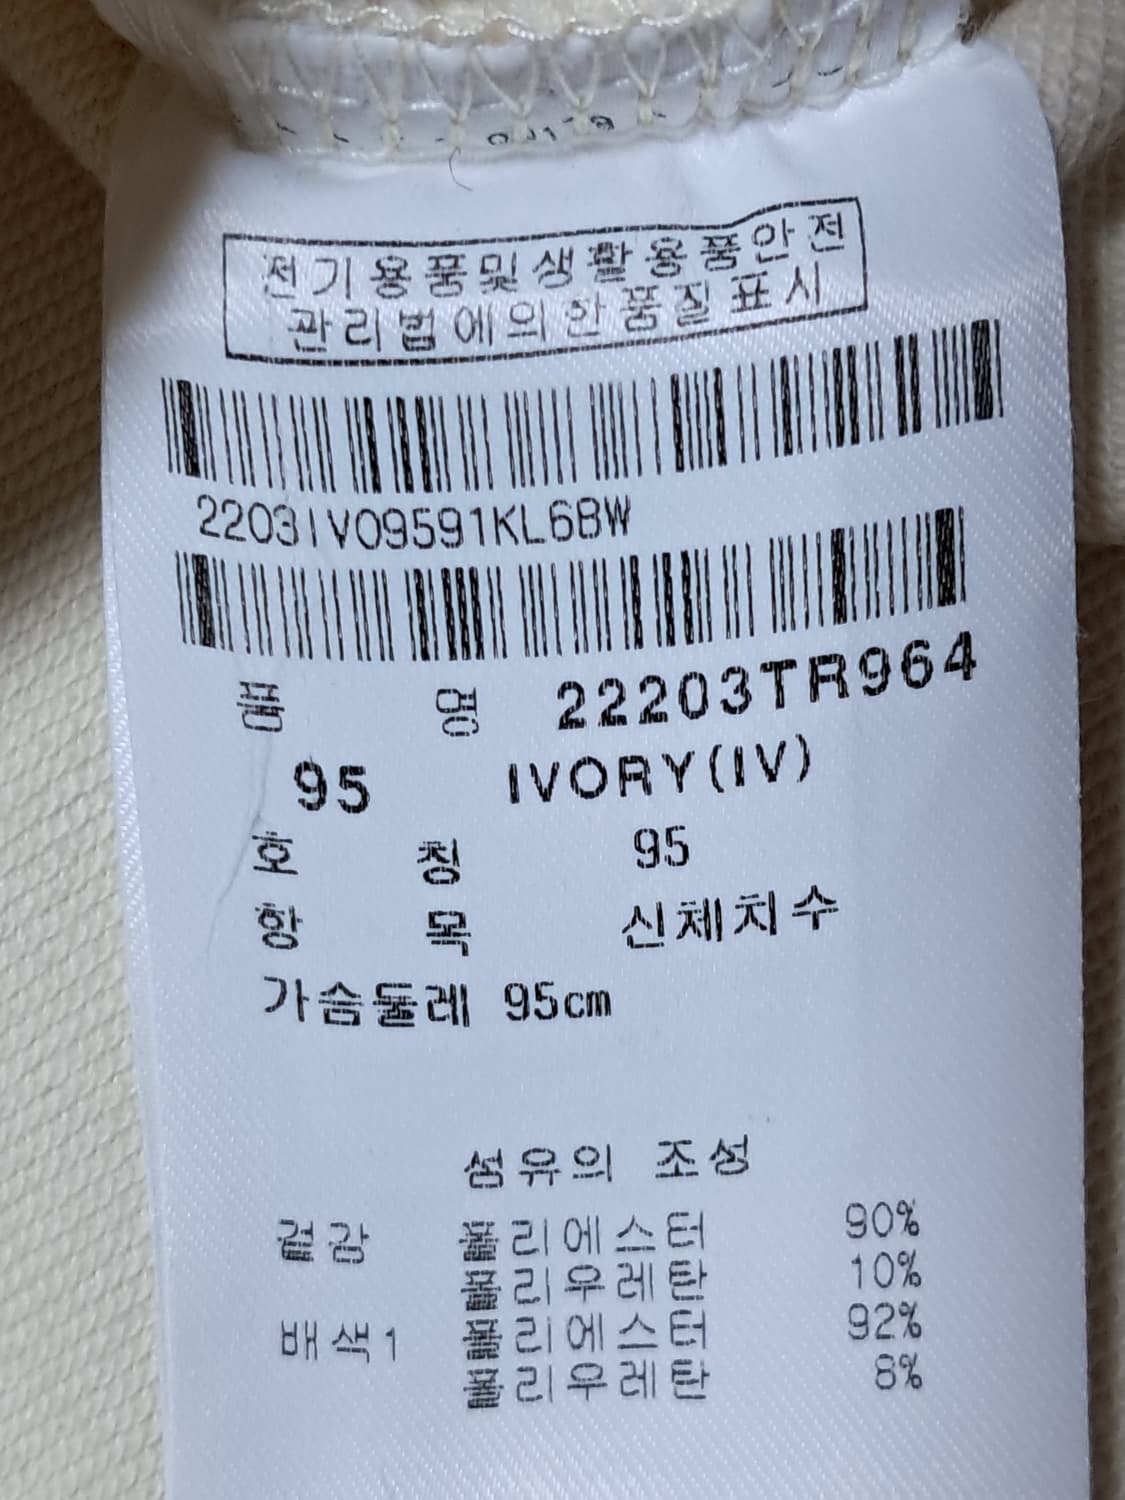 전기용품및생활용품안전
관리법에의한품질표시
2203IV09591KL6BW
품 명 22203TR964
95 IVORY(IV)
호 칭 95
항 목 신체치수
가슴둘레 95cm
섬유의 조성
겉감 폴리에스터 90%
폴리우레탄 10%
배색1 폴리에스터 92%
폴리우레탄 8%